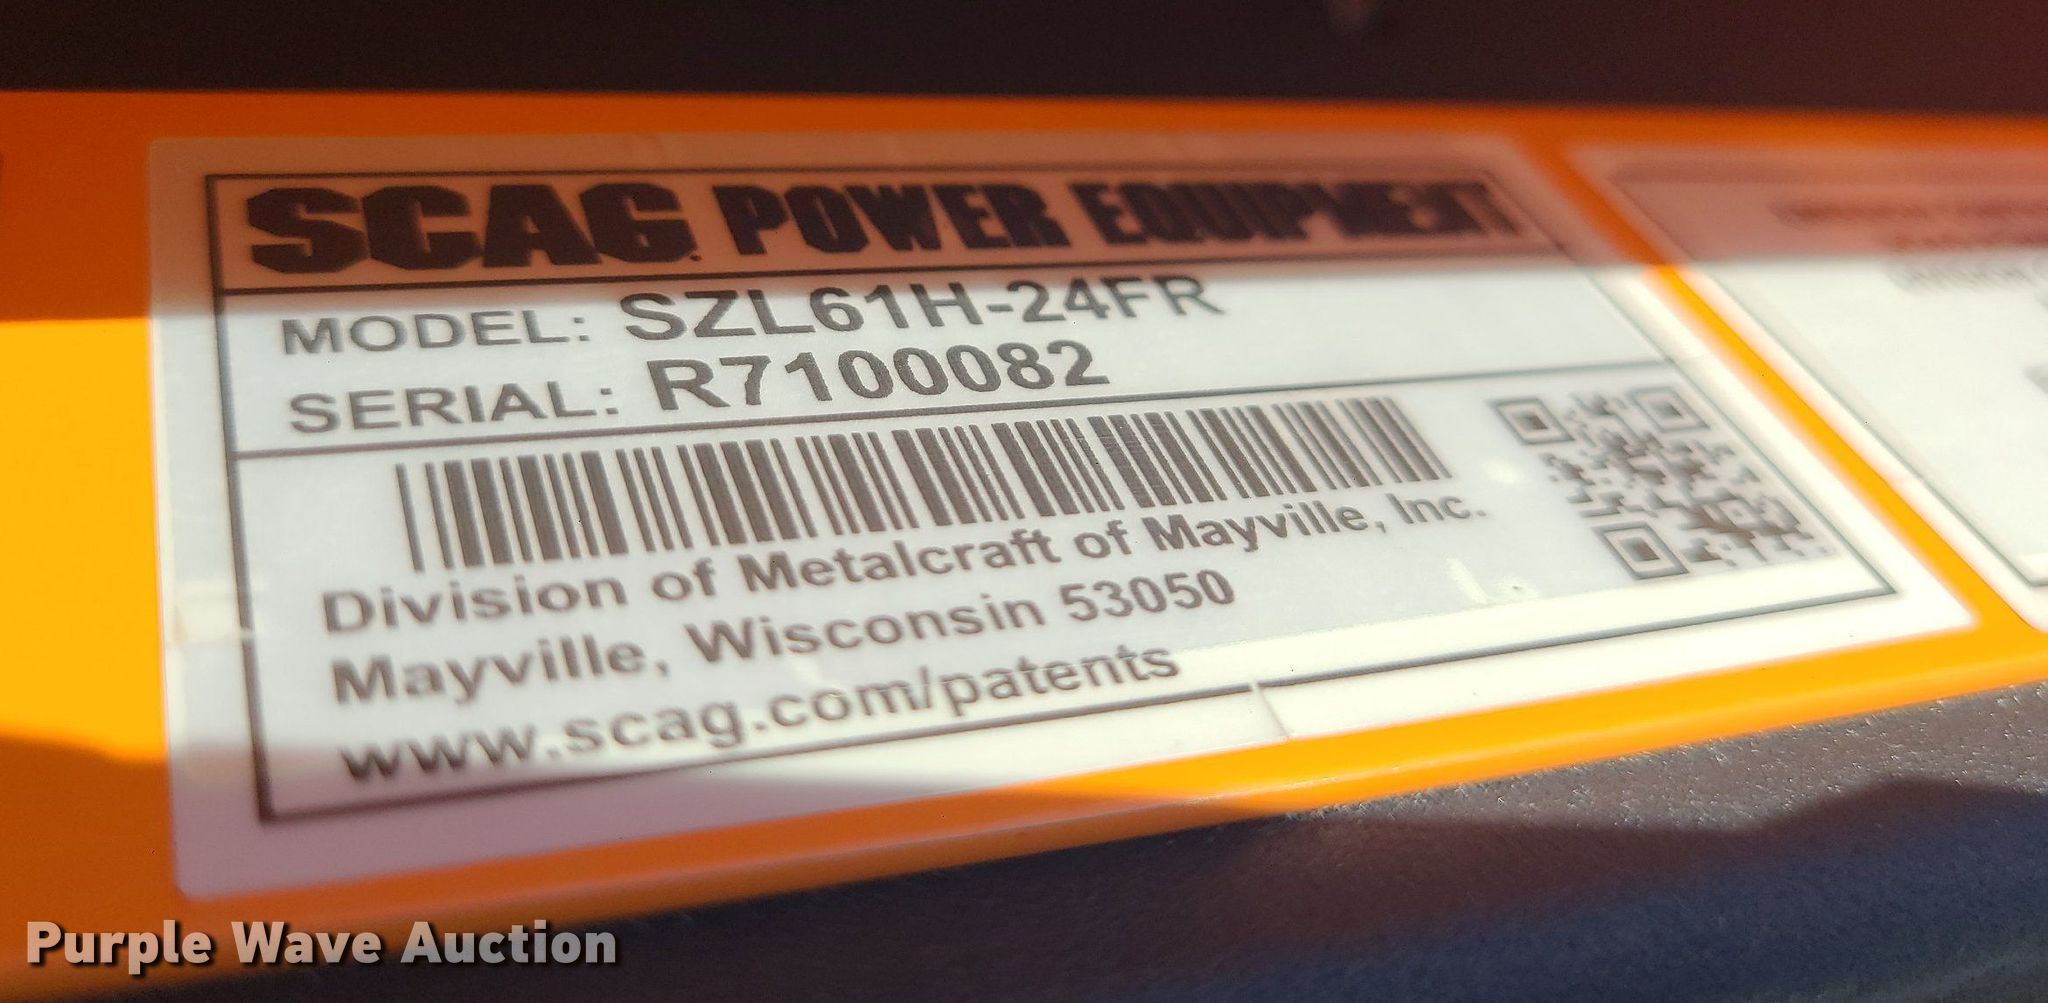 SCAG POWER EQUIPMENT
MODEL: SZL61H-24FR
SERIAL: R7100082
Division of Metalcraft of Mayville, Inc.
Mayville, Wisconsin 53050
www.scag.com/patents
Purple Wave Auction